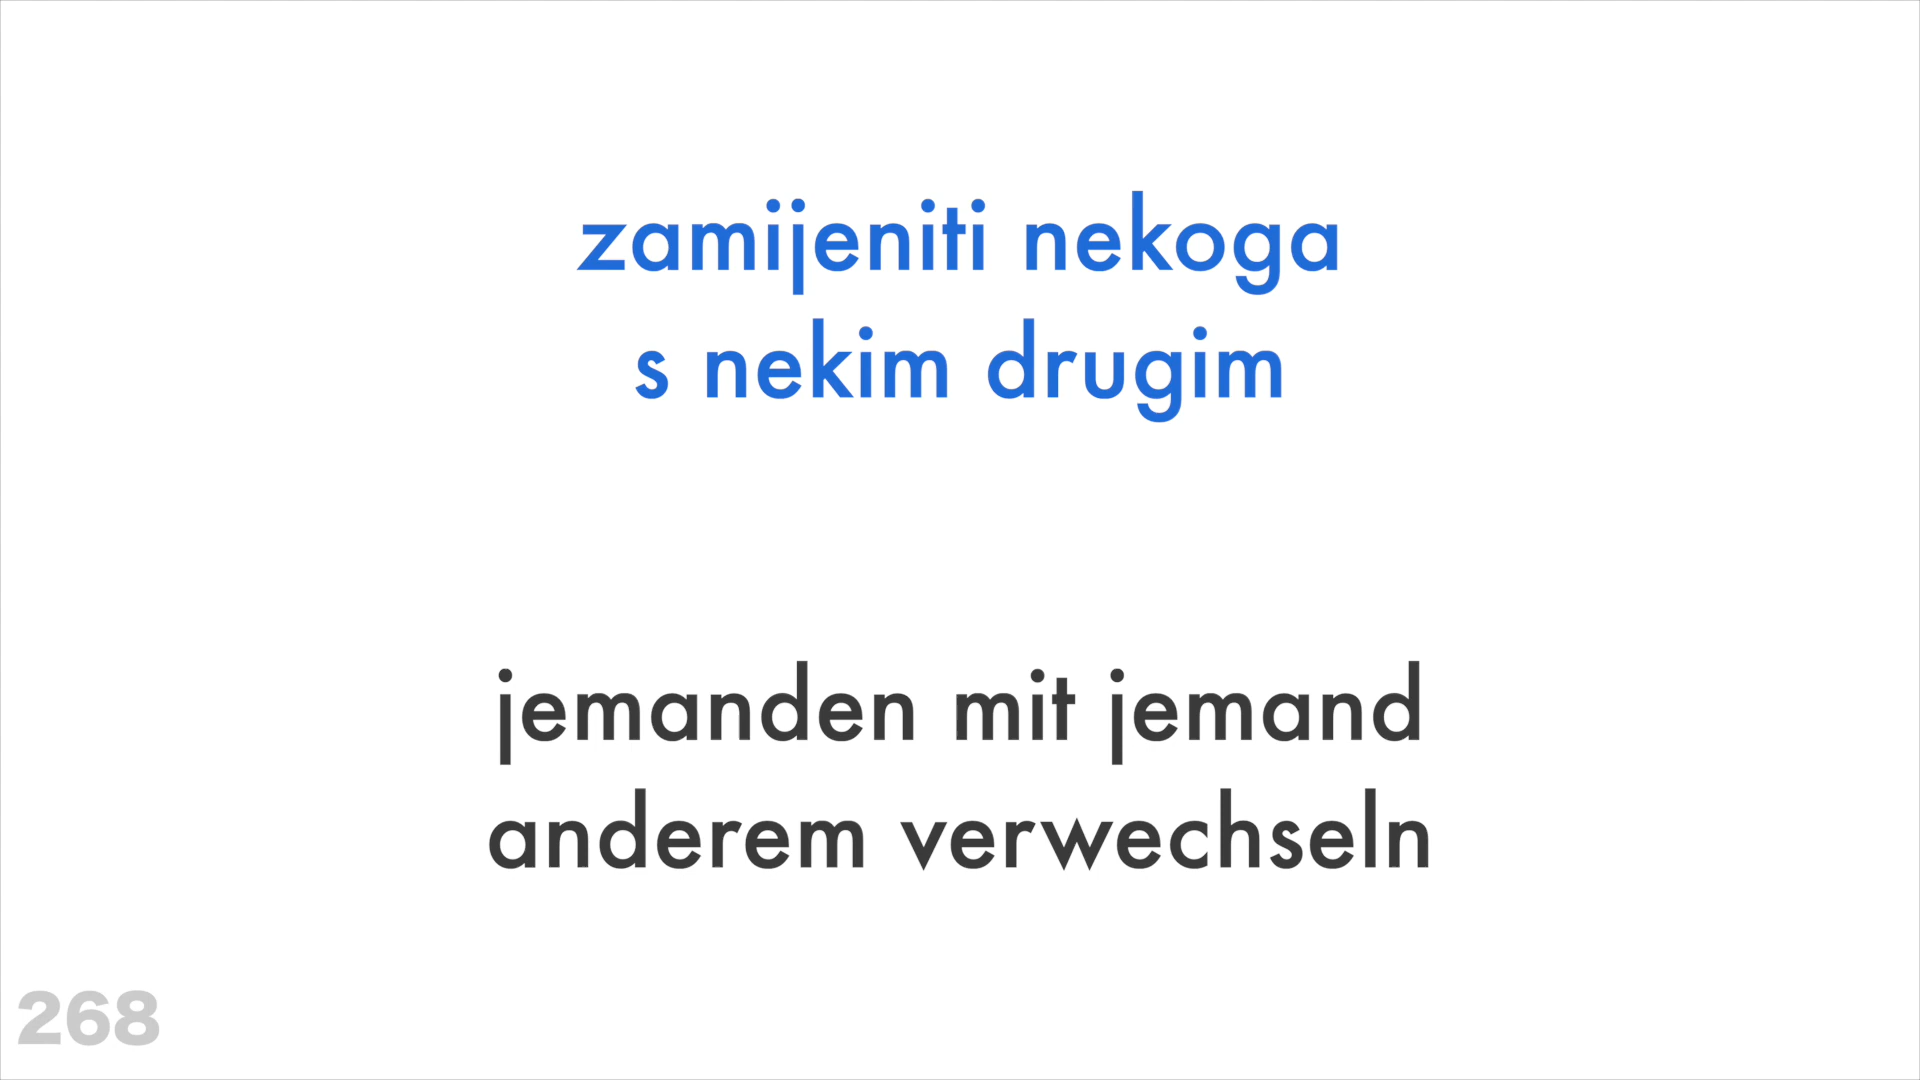 zamijeniti nekoga
s nekim drugim
jemanden mit jemand
anderem verwechseln
268